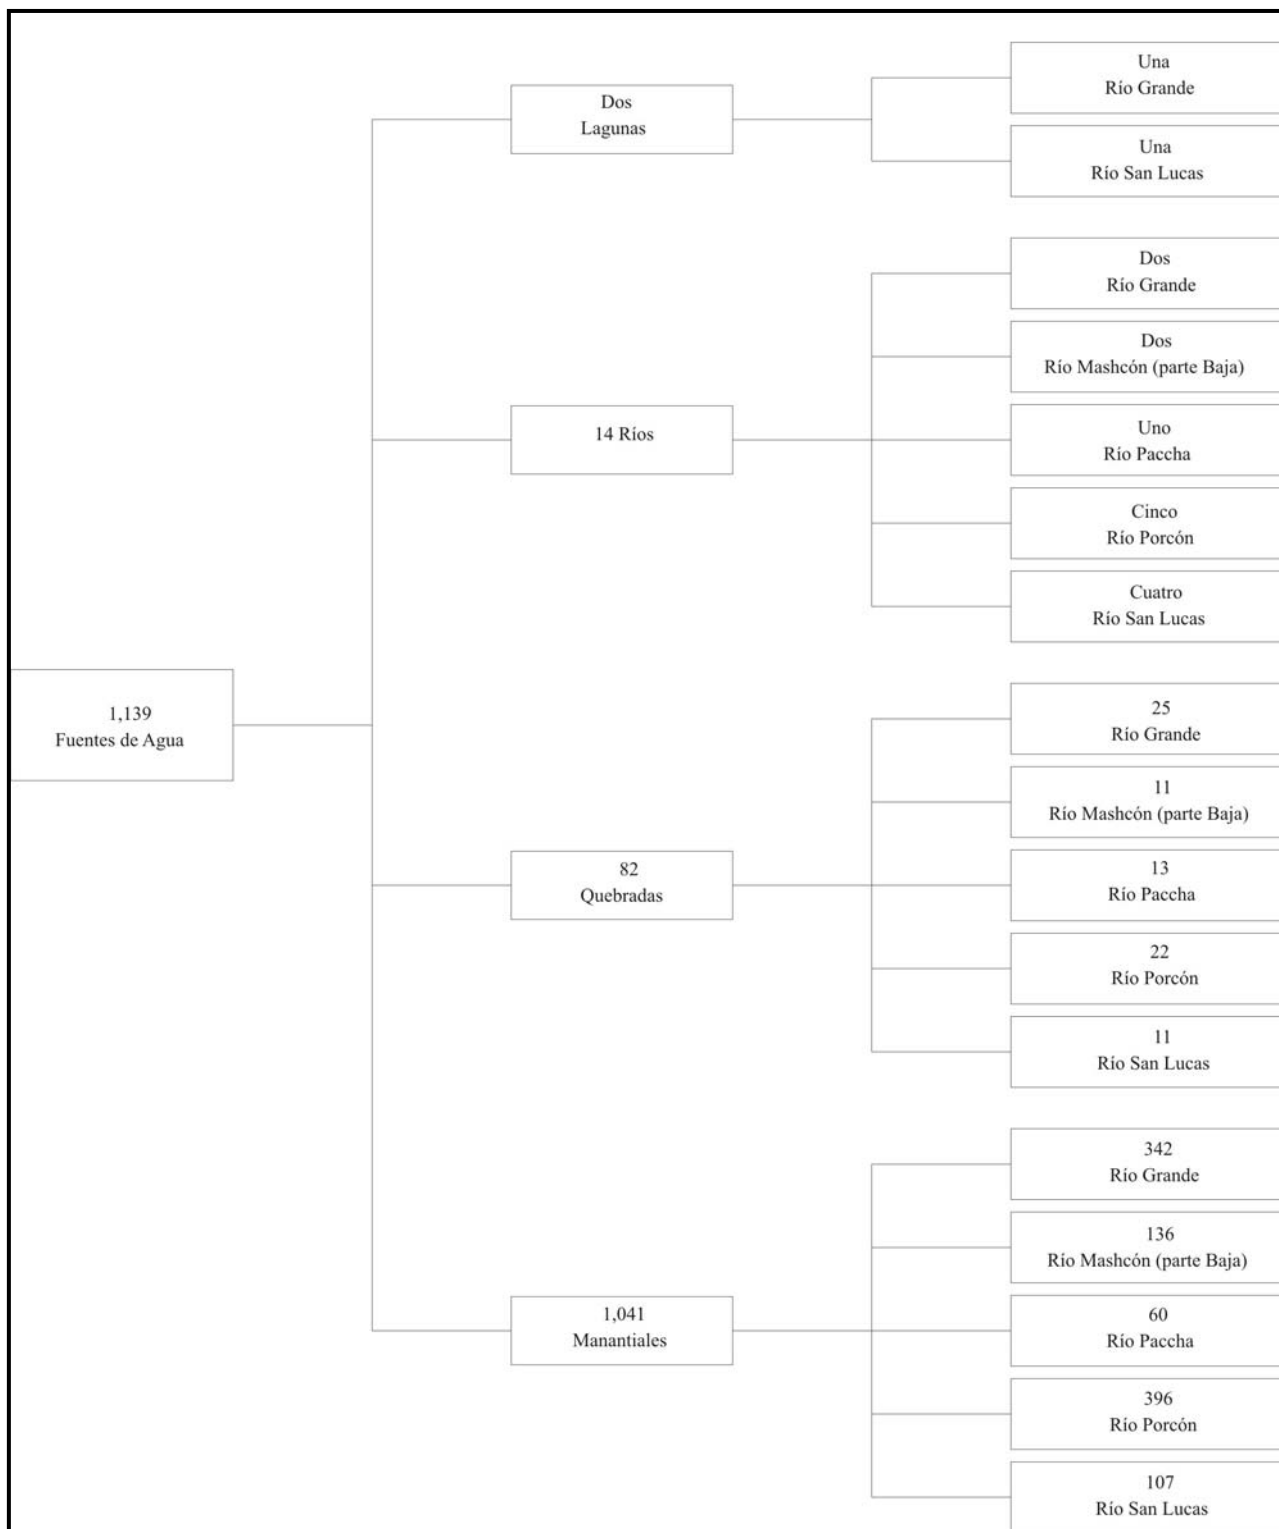 1,139
Fuentes de Agua
Dos
Lagunas
Una
Río Grande
Una
Río San Lucas
14 Ríos
Dos
Río Grande
Dos
Río Mashcón (parte Baja)
Uno
Río Paccha
Cinco
Río Porcón
Cuatro
Río San Lucas
82
Quebradas
25
Río Grande
11
Río Mashcón (parte Baja)
13
Río Paccha
22
Río Porcón
11
Río San Lucas
1,041
Manantiales
342
Río Grande
136
Río Mashcón (parte Baja)
60
Río Paccha
396
Río Porcón
107
Río San Lucas